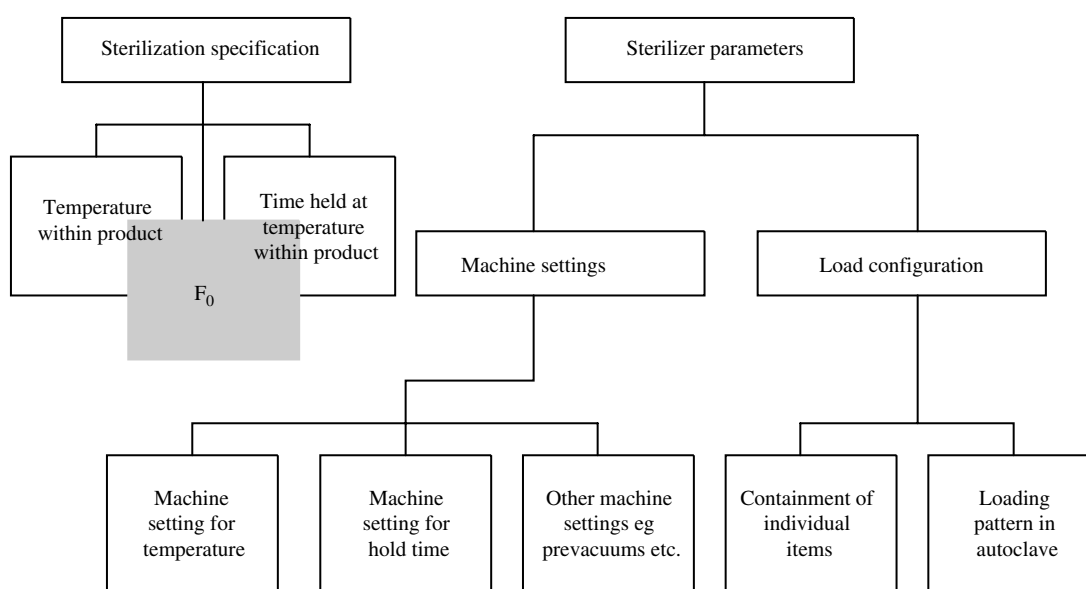 Sterilization specification
Sterilizer parameters
Temperature
within product
Time held at
temperature
within product
F0
Machine settings
Load configuration
Machine
setting for
temperature
Machine
setting for
hold time
Other machine
settings eg
prevacuums etc.
Containment of
individual
items
Loading
pattern in
autoclave